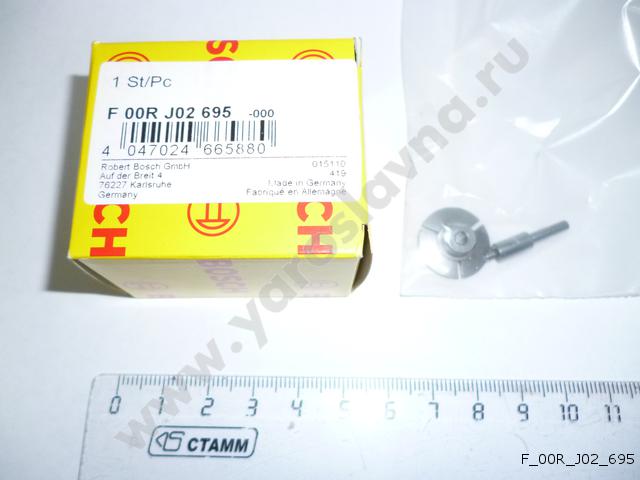 BOSCH
1 St/Pc
F 00R J02 695 -000
4 047024 665880
Robert Bosch GmbH 015110
Auf der Breit 4 419
76227 Karlsruhe Made in Germany
Germany Fabriqué en Allemagne
BOSCH
www.yaroslavna.ru
0 1 2 3 4 5 6 7 8 9 10 11
СТАММ
F_00R_J02_695